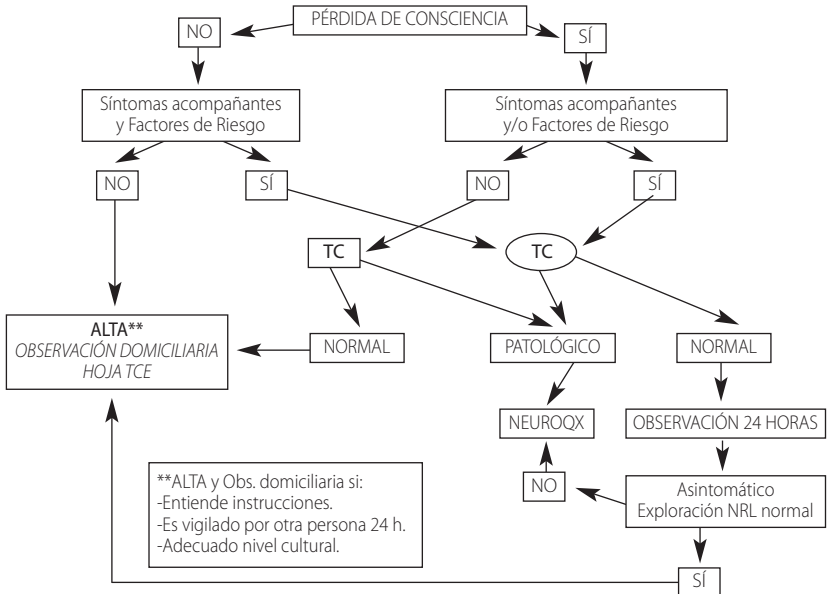 PÉRDIDA DE CONSCIENCIA
NO
SÍ
Síntomas acompañantes
y Factores de Riesgo
Síntomas acompañantes
y/o Factores de Riesgo
NO
SÍ
NO
SÍ
TC
TC
ALTA**
OBSERVACIÓN DOMICILIARIA
HOJA TCE
NORMAL
PATOLÓGICO
NORMAL
NEUROQX
OBSERVACIÓN 24 HORAS
**ALTA y Obs. domiciliaria si:
-Entiende instrucciones.
-Es vigilado por otra persona 24 h.
-Adecuado nivel cultural.
NO
Asintomático
Exploración NRL normal
SÍ